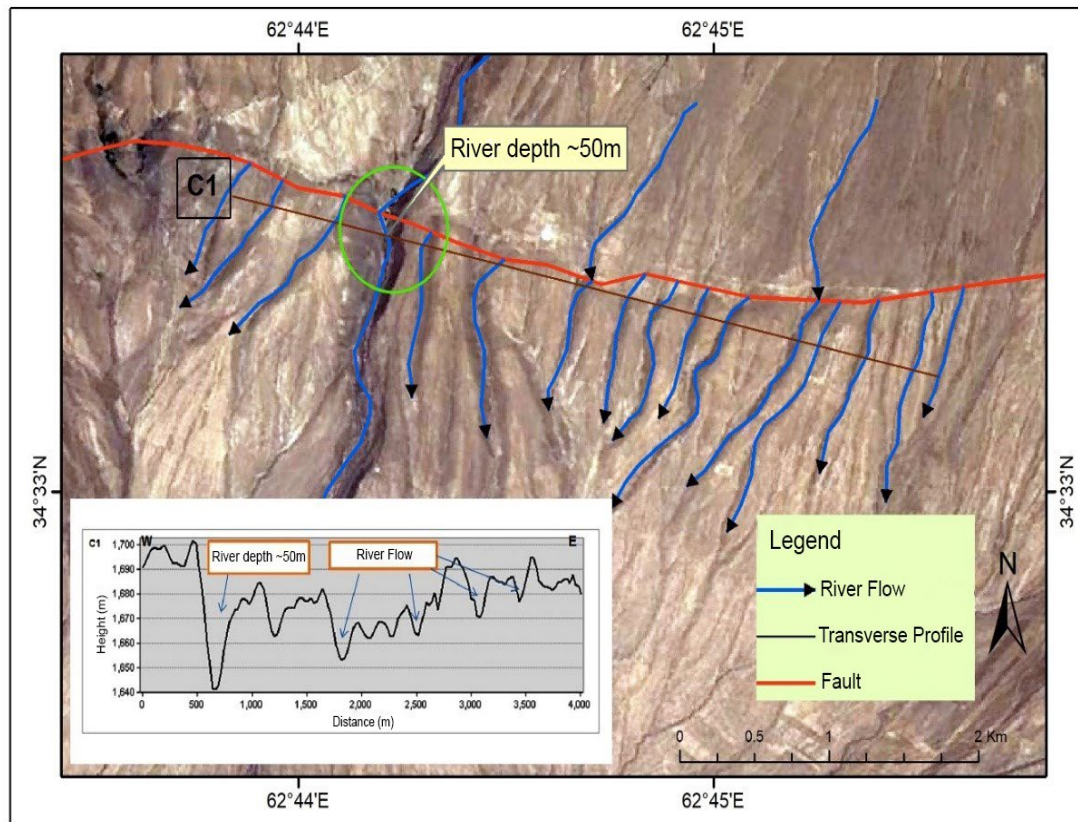 62°44'E
62°45'E
River depth ~50m
C1
34°33'N
34°33'N
C1 W E
River depth ~50m
River Flow
1,700
1,690
1,680
1,670
1,660
1,650
1,640
Height (m)
0 500 1,000 1,500 2,000 2,500 3,000 3,500 4,000
Distance (m)
Legend
River Flow
Transverse Profile
Fault
N
0 0.5 1 2 Km
62°44'E
62°45'E